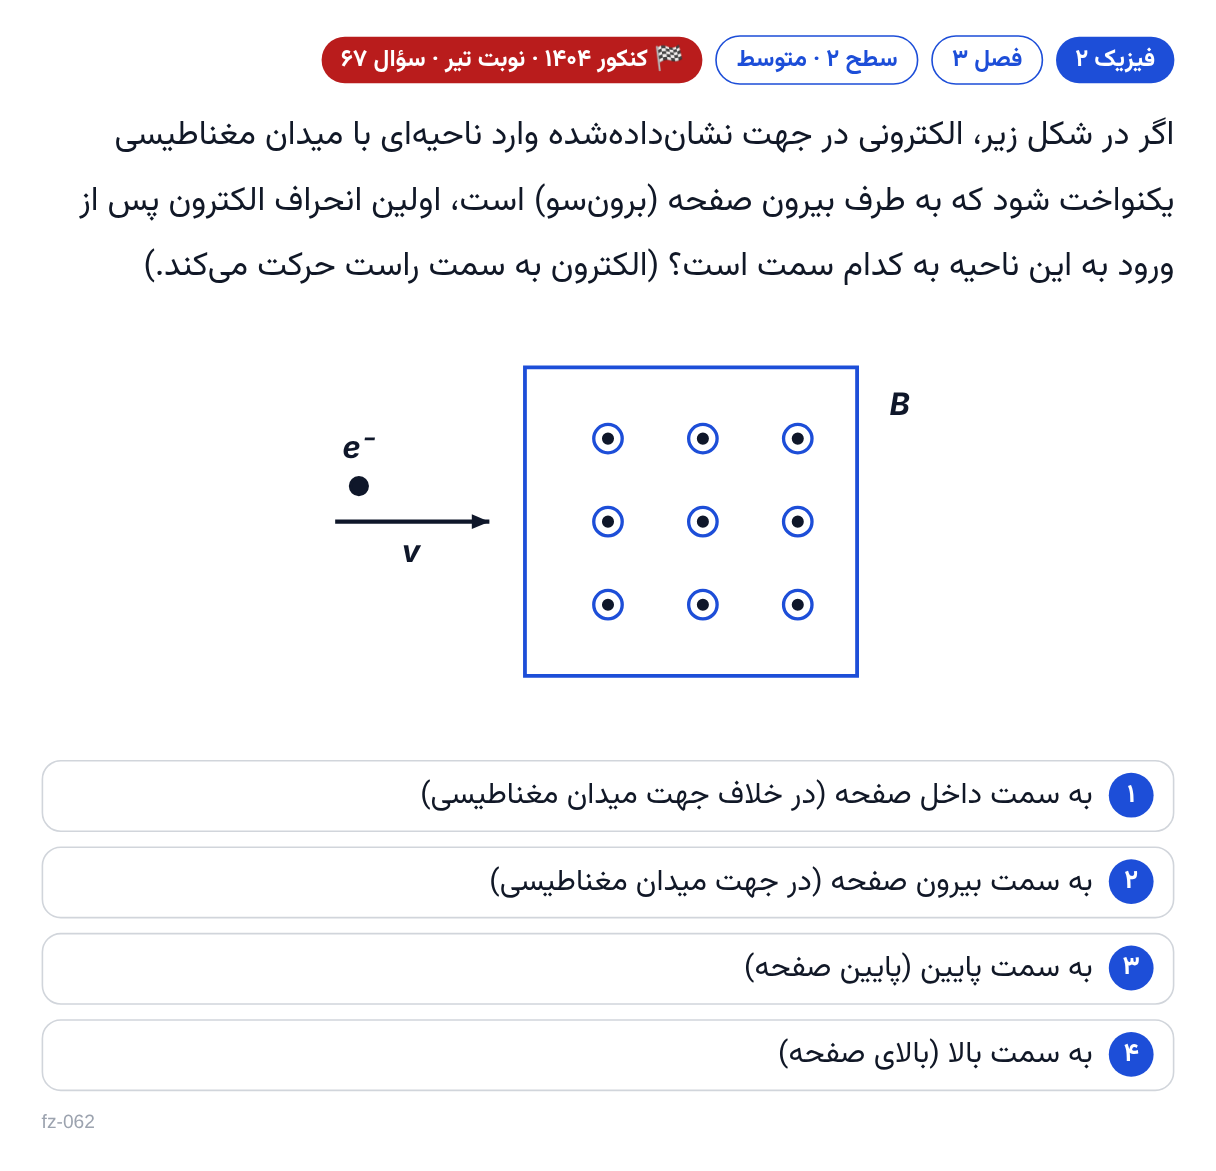 فیزیک ۲
فصل ۳
سطح ۲ · متوسط
🏁 کنکور ۱۴۰۴ · نوبت تیر · سؤال ۶۷
اگر در شکل زیر، الکترونی در جهت نشان‌داده‌شده وارد ناحیه‌ای با میدان مغناطیسی
یکنواخت شود که به طرف بیرون صفحه (برون‌سو) است، اولین انحراف الکترون پس از
ورود به این ناحیه به کدام سمت است؟ (الکترون به سمت راست حرکت می‌کند.)
B
e⁻
v
۱ به سمت داخل صفحه (در خلاف جهت میدان مغناطیسی)
۲ به سمت بیرون صفحه (در جهت میدان مغناطیسی)
۳ به سمت پایین (پایین صفحه)
۴ به سمت بالا (بالای صفحه)
fz-062